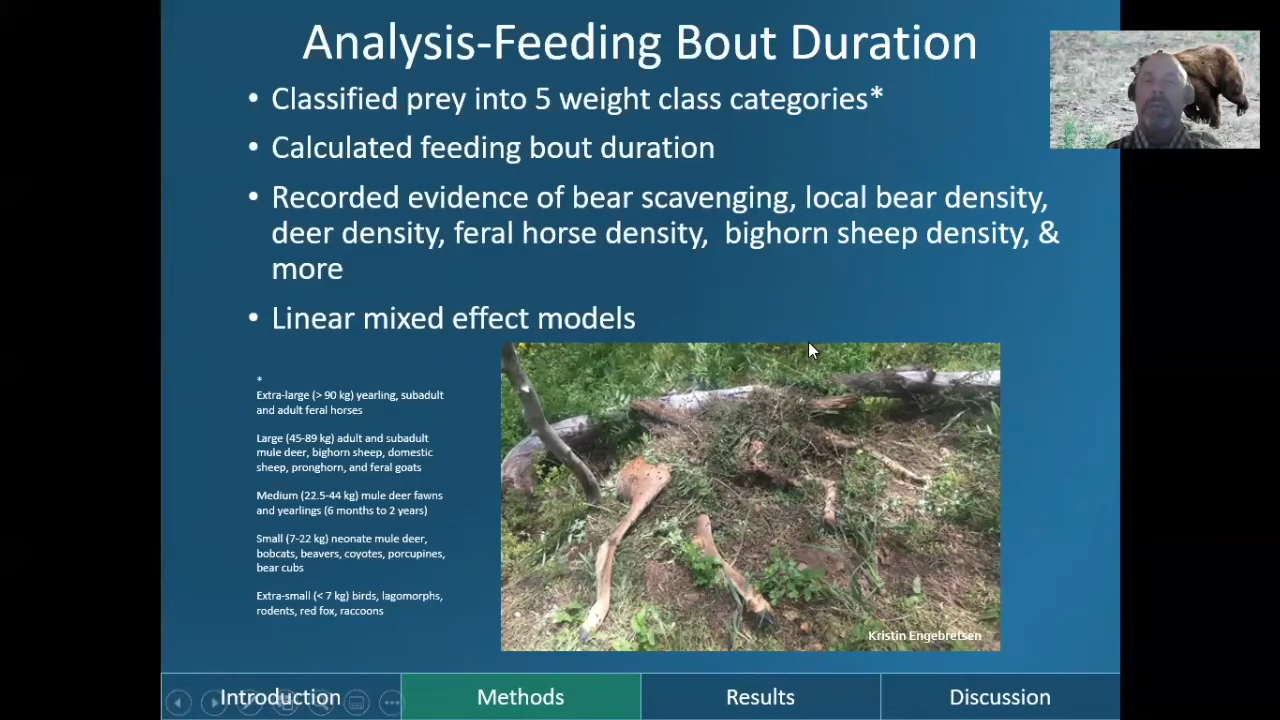 Analysis-Feeding Bout Duration
• Classified prey into 5 weight class categories*
• Calculated feeding bout duration
• Recorded evidence of bear scavenging, local bear density,
deer density, feral horse density, bighorn sheep density, &
more
• Linear mixed effect models
*
Extra-large (> 90 kg) yearling, subadult
and adult feral horses
Large (45-89 kg) adult and subadult
mule deer, bighorn sheep, domestic
sheep, pronghorn, and feral goats
Medium (22.5-44 kg) mule deer fawns
and yearlings (6 months to 2 years)
Small (7-22 kg) neonate mule deer,
bobcats, beavers, coyotes, porcupines,
bear cubs
Extra-small (< 7 kg) birds, lagomorphs,
rodents, red fox, raccoons
Kristin Engebretsen
Introduction
Methods
Results
Discussion